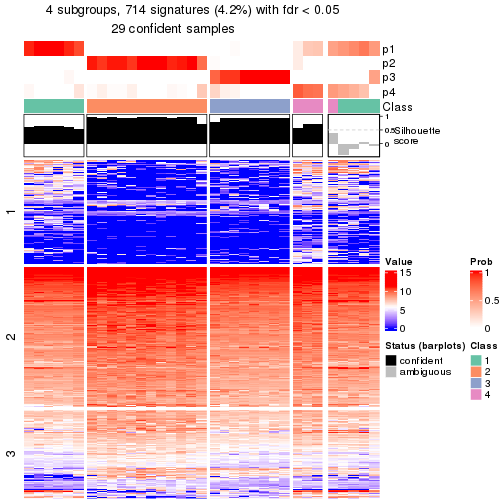 4 subgroups, 714 signatures (4.2%) with fdr < 0.05
29 confident samples
p1
p2
p3
p4
Class
1
0.5
0
Silhouette
score
1
2
3
Value
15
10
5
0
Prob
1
0.5
0
Status (barplots)
confident
ambiguous
Class
1
2
3
4